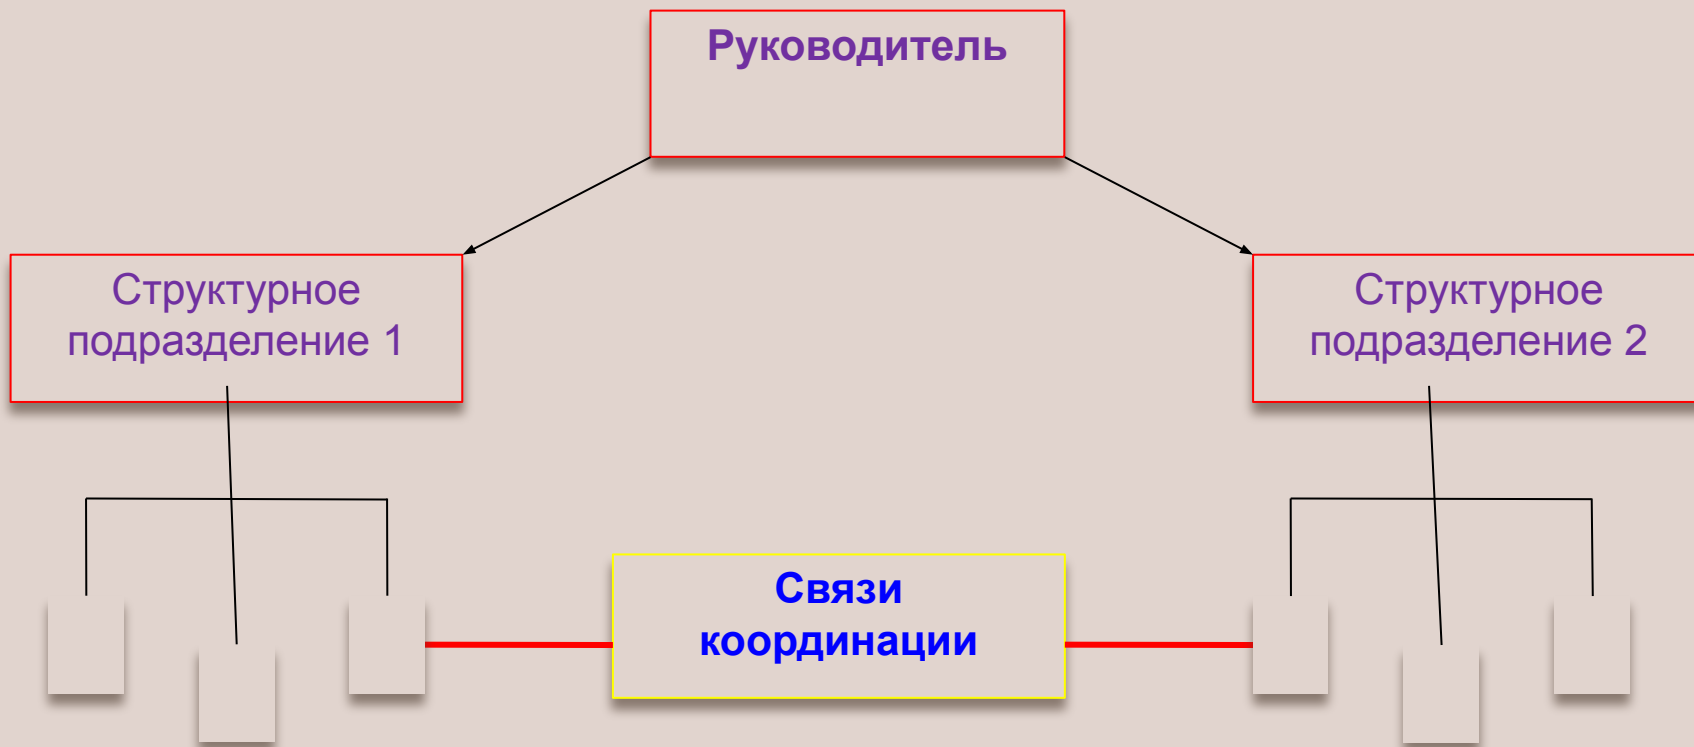 Руководитель
Структурное
подразделение 1
Структурное
подразделение 2
Связи
координации